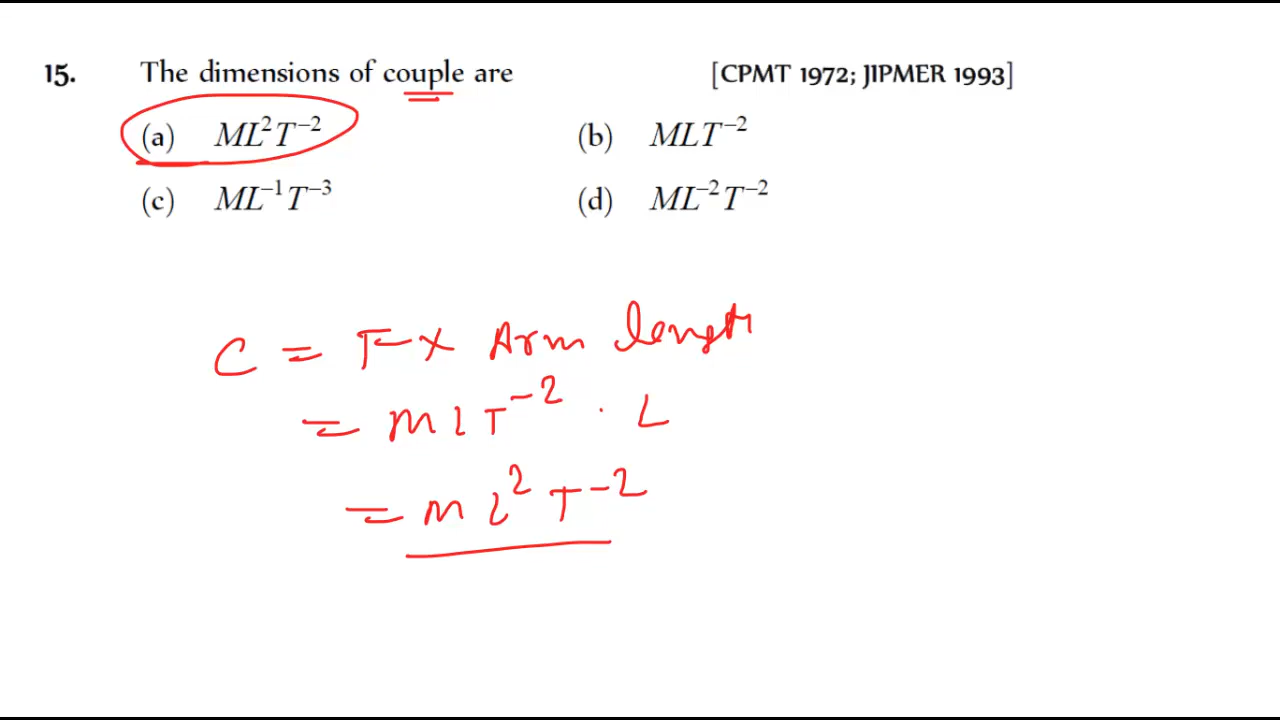 15. The dimensions of couple are [CPMT 1972; JIPMER 1993]
(a) ML²T⁻² (b) MLT⁻²
(c) ML⁻¹T⁻³ (d) ML⁻²T⁻²
C = F x Arm length
= MLT⁻² . L
= ML²T⁻²